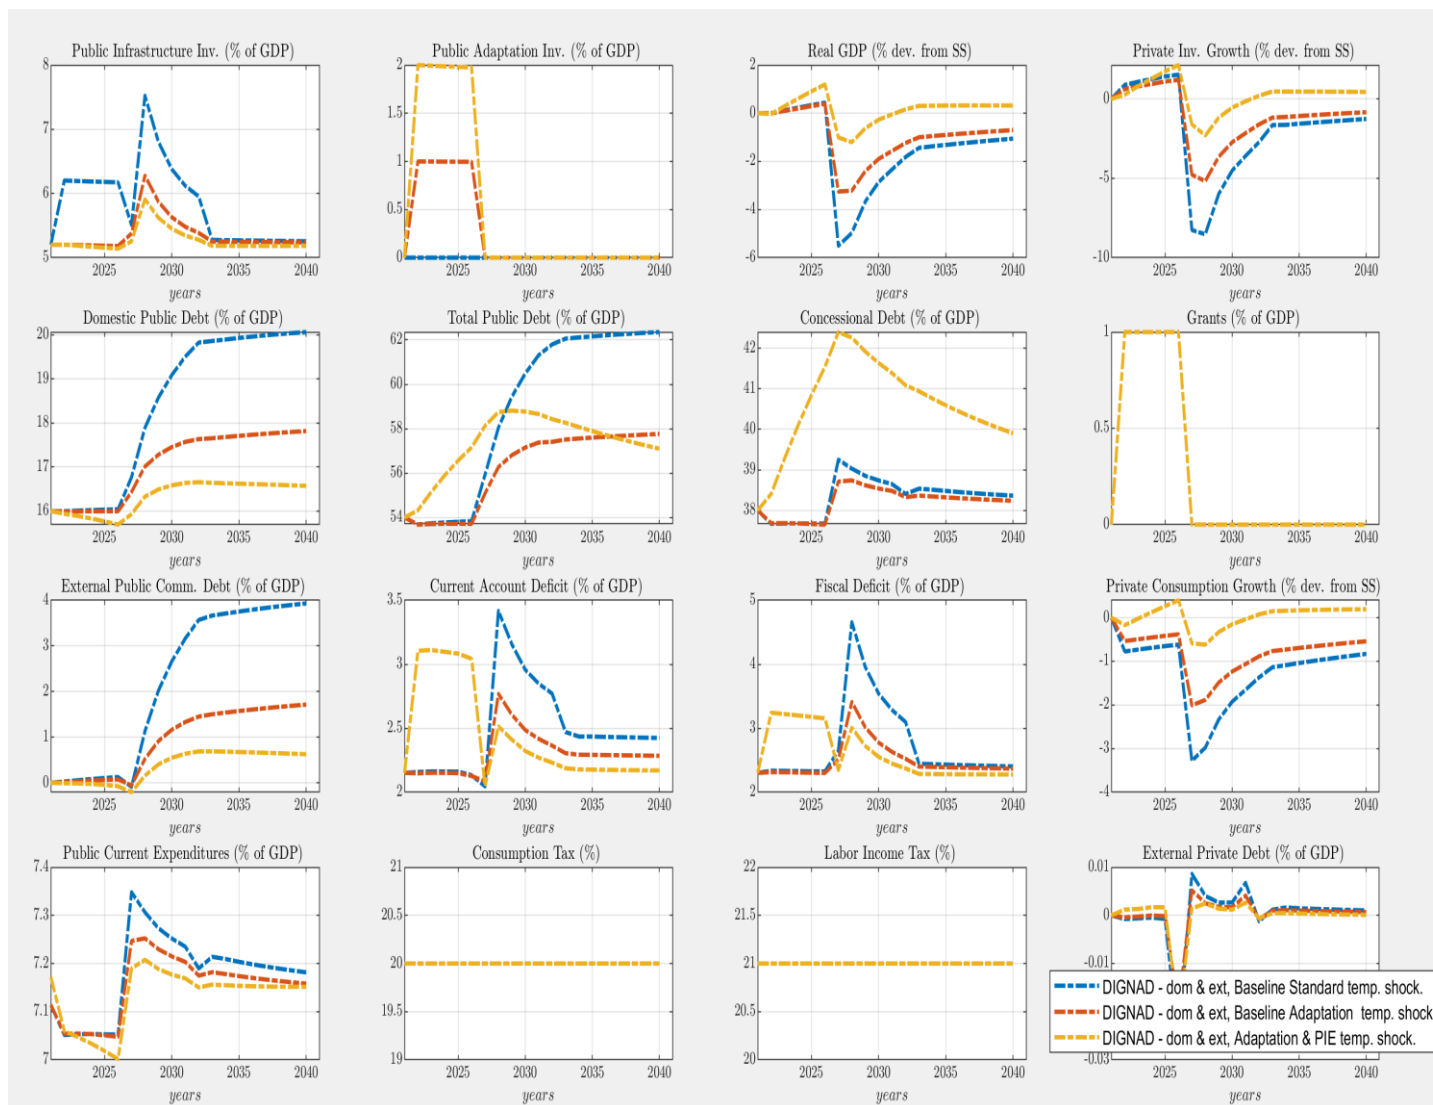 Public Infrastructure Inv. (% of GDP)
Public Adaptation Inv. (% of GDP)
Real GDP (% dev. from SS)
Private Inv. Growth (% dev. from SS)
8
7
6
5
2025 2030 2035 2040
years
2
1.5
1
0.5
0
2025 2030 2035 2040
years
2
0
-2
-4
-6
2025 2030 2035 2040
years
0
-5
-10
2025 2030 2035 2040
years
Domestic Public Debt (% of GDP)
Total Public Debt (% of GDP)
Concessional Debt (% of GDP)
Grants (% of GDP)
20
19
18
17
16
2025 2030 2035 2040
years
62
60
58
56
54
2025 2030 2035 2040
years
42
41
40
39
38
2025 2030 2035 2040
years
1
0.5
0
2025 2030 2035 2040
years
External Public Comm. Debt (% of GDP)
Current Account Deficit (% of GDP)
Fiscal Deficit (% of GDP)
Private Consumption Growth (% dev. from SS)
4
3
2
1
0
2025 2030 2035 2040
years
3.5
3
2.5
2
2025 2030 2035 2040
years
5
4
3
2
2025 2030 2035 2040
years
0
-1
-2
-3
-4
2025 2030 2035 2040
years
Public Current Expenditures (% of GDP)
Consumption Tax (%)
Labor Income Tax (%)
External Private Debt (% of GDP)
7.4
7.3
7.2
7.1
7
2025 2030 2035 2040
years
21
20.5
20
19.5
19
2025 2030 2035 2040
years
22
21.5
21
20.5
20
2025 2030 2035 2040
years
0.01
0
-0.01
-0.03
2025 2030 2035 2040
years
DIGNAD - dom & ext, Baseline Standard temp. shock.
DIGNAD - dom & ext, Baseline Adaptation temp. shock
DIGNAD - dom & ext, Adaptation & PIE temp. shock.